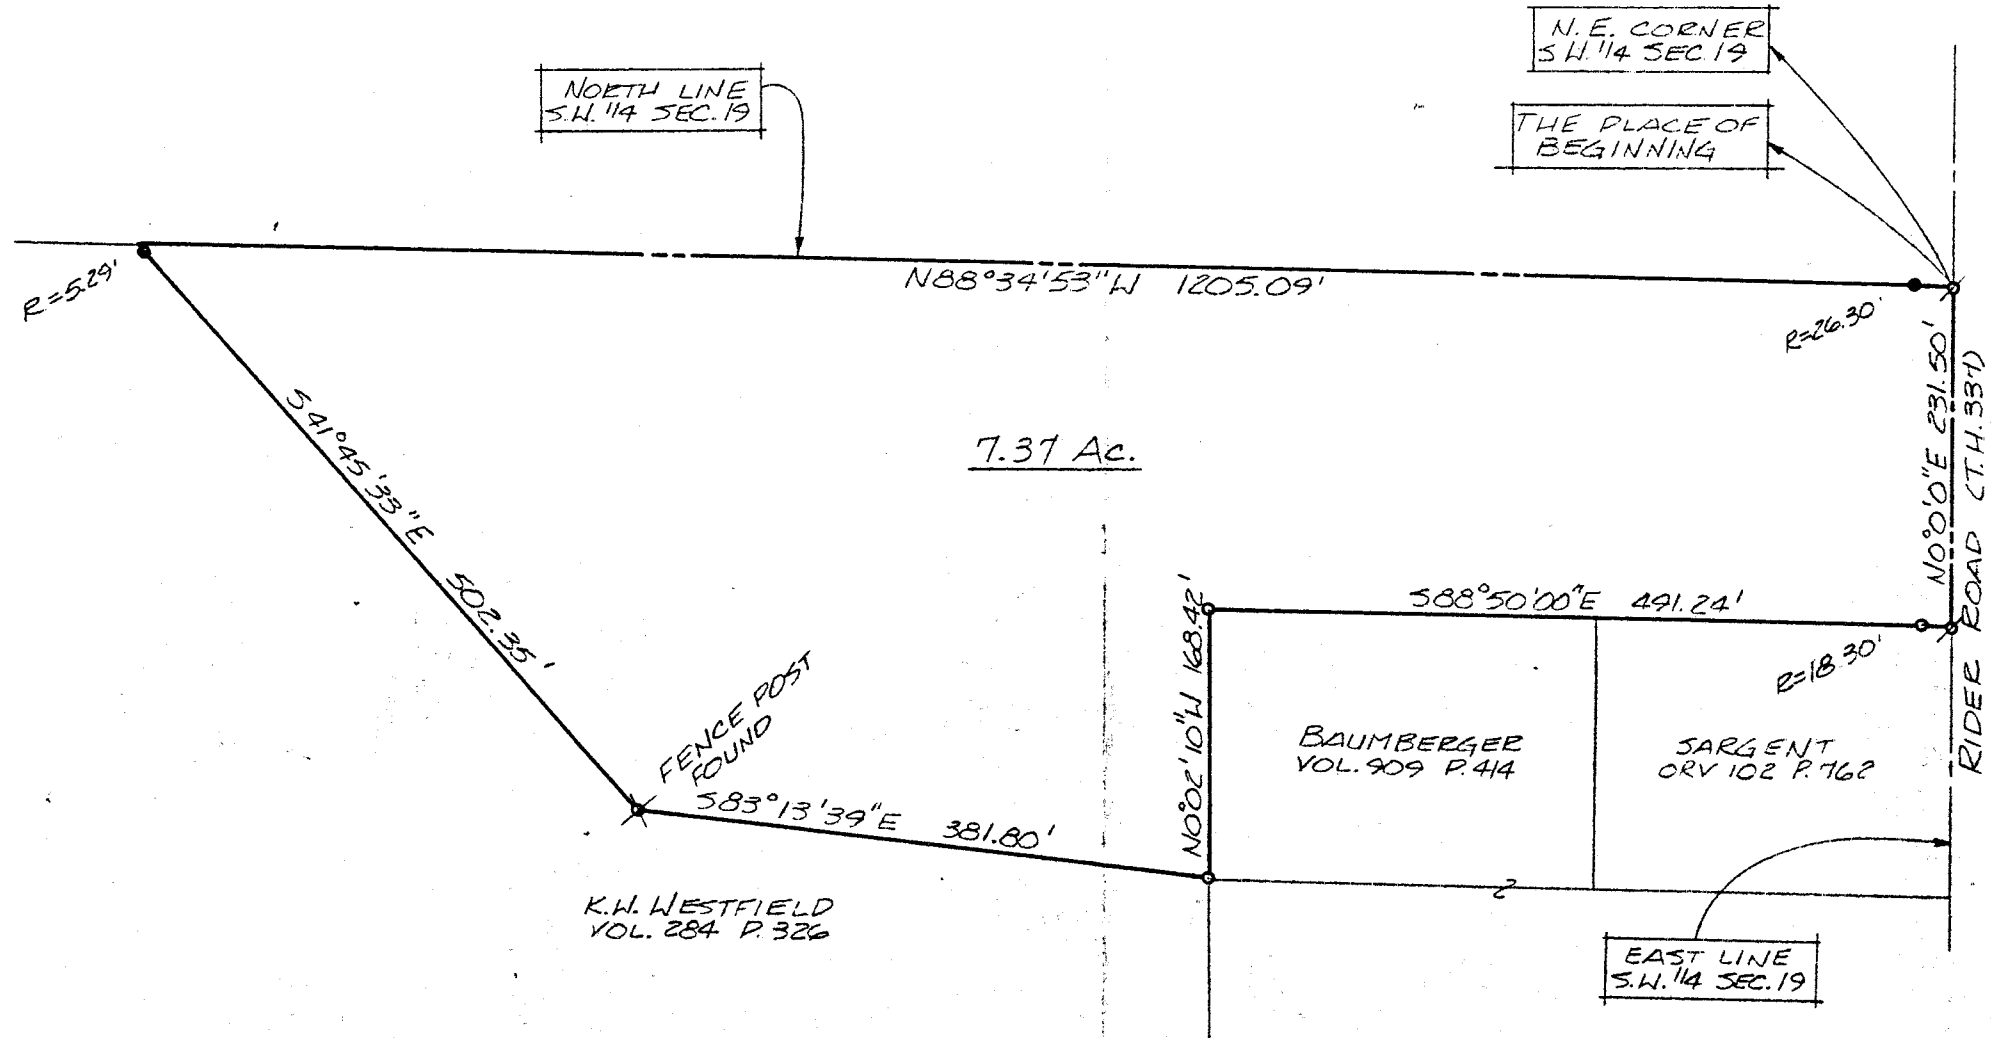 N. E. CORNER
S.W. 1/4 SEC. 19
NORTH LINE
S.W. 1/4 SEC. 19
THE PLACE OF
BEGINNING
R=5.29'
N88°34'53"W 1205.09'
R=26.30'
N0°0'0"E 231.50'
RIDER ROAD (T.H. 337)
S41°45'33"E 502.35'
7.37 Ac.
S88°50'00"E 491.24'
R=18.30'
N0°02'10"W 168.42'
FENCE POST
FOUND
BAUMBERGER
VOL. 909 P. 414
SARGENT
ORV 102 P. 762
S83°13'39"E 381.80'
K.W. WESTFIELD
VOL. 284 P. 326
EAST LINE
S.W. 1/4 SEC. 19